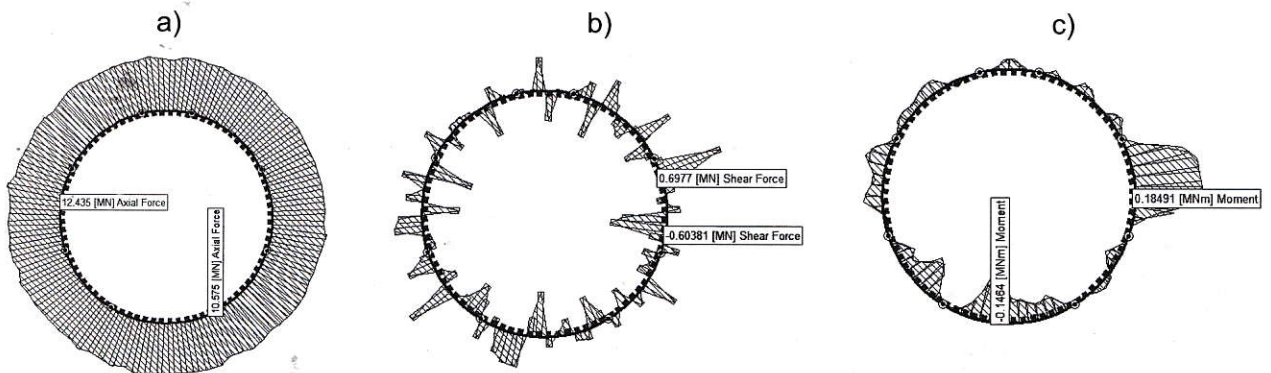 a)
b)
c)
12.435 [MN] Axial Force
10.575 [MN] Axial Force
0.6977 [MN] Shear Force
-0.60381 [MN] Shear Force
0.18491 [MNm] Moment
-0.1464 [MNm] Moment